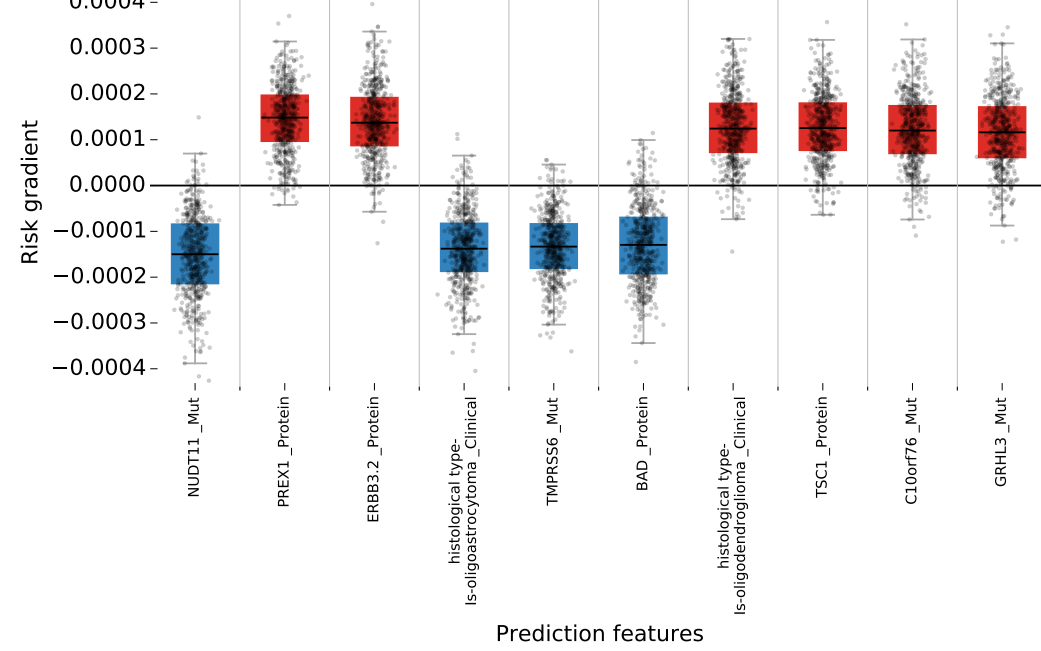 0.0004
0.0003
0.0002
0.0001
0.0000
−0.0001
−0.0002
−0.0003
−0.0004
Risk gradient
NUDT11 _Mut
PREX1 _Protein
ERBB3.2 _Protein
histological type-
Is-oligoastrocytoma _Clinical
TMPRSS6 _Mut
BAD _Protein
histological type-
Is-oligodendroglioma _Clinical
TSC1 _Protein
C10orf76 _Mut
GRHL3 _Mut
Prediction features